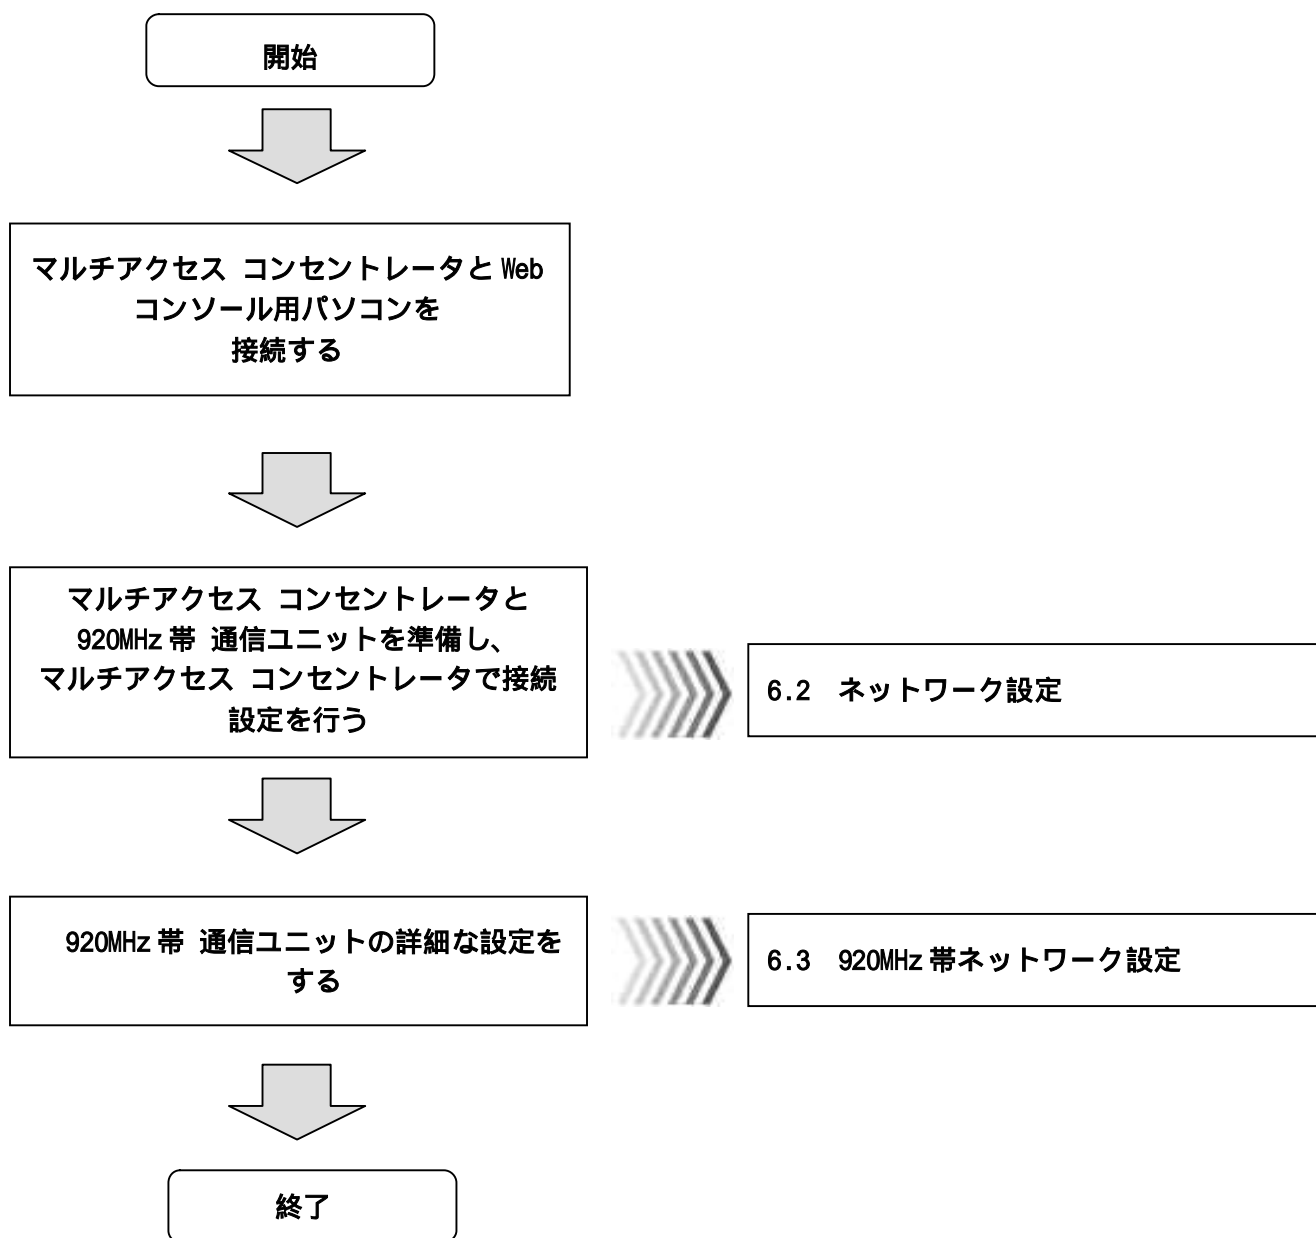 開始
マルチアクセス コンセントレータと Web
コンソール用パソコンを
接続する
マルチアクセス コンセントレータと
920MHz 帯 通信ユニットを準備し、
マルチアクセス コンセントレータで接続
設定を行う
6.2 ネットワーク設定
920MHz 帯 通信ユニットの詳細な設定を
する
6.3 920MHz 帯ネットワーク設定
終了